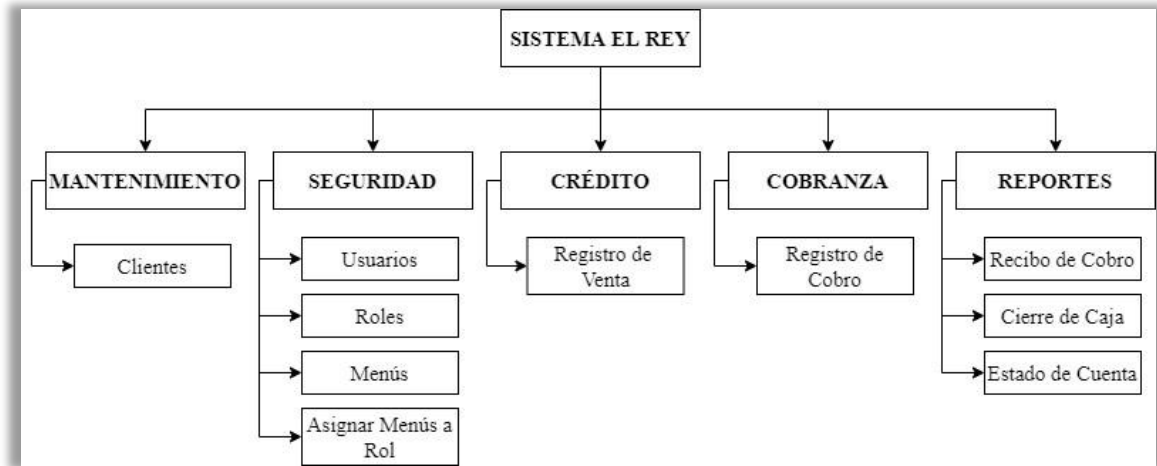 SISTEMA EL REY
MANTENIMIENTO
SEGURIDAD
CRÉDITO
COBRANZA
REPORTES
Clientes
Usuarios
Roles
Menús
Asignar Menús a
Rol
Registro de
Venta
Registro de
Cobro
Recibo de Cobro
Cierre de Caja
Estado de Cuenta